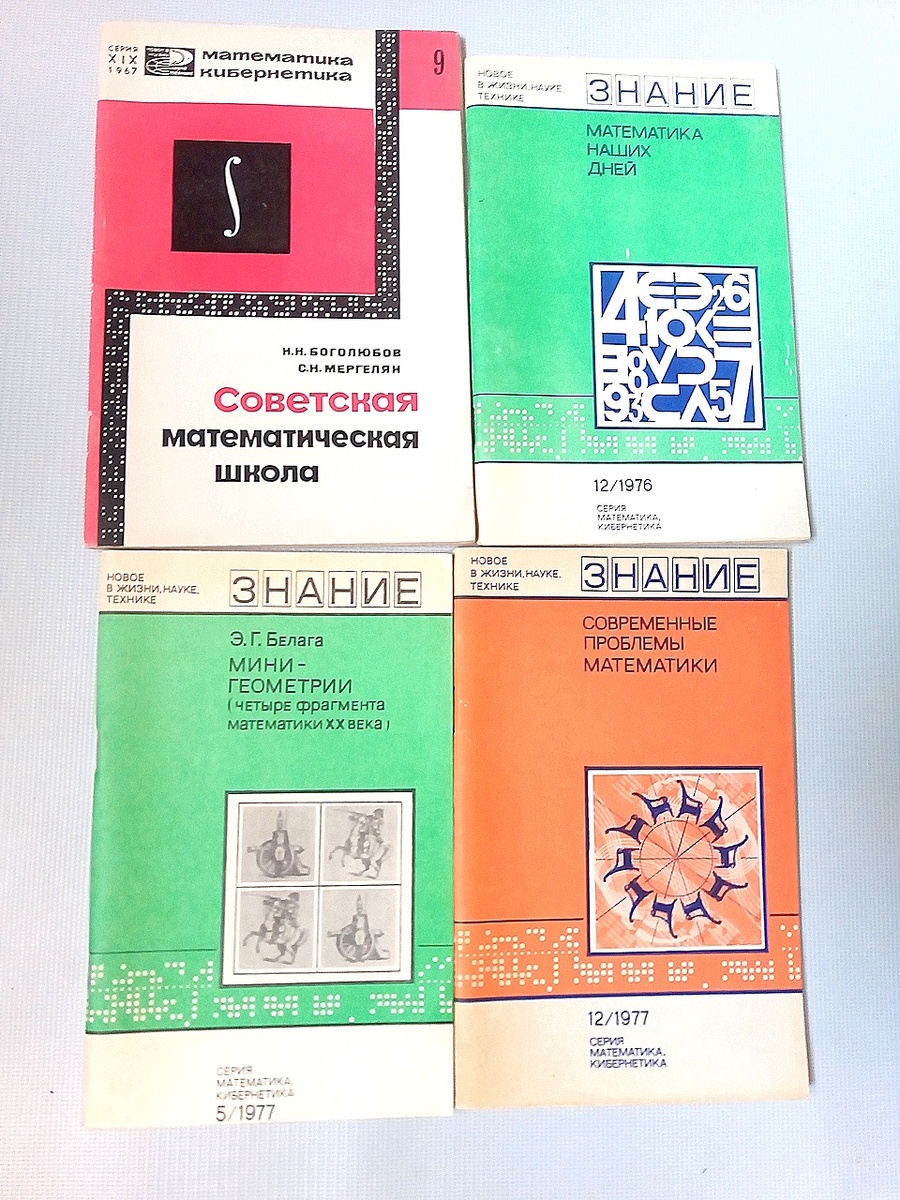 СЕРИЯ
XIX
1967
математика
кибернетика
9
∫
Н.Н. БОГОЛЮБОВ
С.Н. МЕРГЕЛЯН
Советская
математическая
школа
НОВОЕ
В ЖИЗНИ, НАУКЕ,
ТЕХНИКЕ
ЗНАНИЕ
МАТЕМАТИКА
НАШИХ
ДНЕЙ
12/1976
СЕРИЯ
МАТЕМАТИКА,
КИБЕРНЕТИКА
НОВОЕ
В ЖИЗНИ, НАУКЕ,
ТЕХНИКЕ
ЗНАНИЕ
Э.Г. БЕЛАГА
МИНИ-
ГЕОМЕТРИИ
(ЧЕТЫРЕ ФРАГМЕНТА
МАТЕМАТИКИ XX ВЕКА)
СЕРИЯ
МАТЕМАТИКА,
КИБЕРНЕТИКА
5/1977
НОВОЕ
В ЖИЗНИ, НАУКЕ,
ТЕХНИКЕ
ЗНАНИЕ
СОВРЕМЕННЫЕ
ПРОБЛЕМЫ
МАТЕМАТИКИ
12/1977
СЕРИЯ
МАТЕМАТИКА,
КИБЕРНЕТИКА